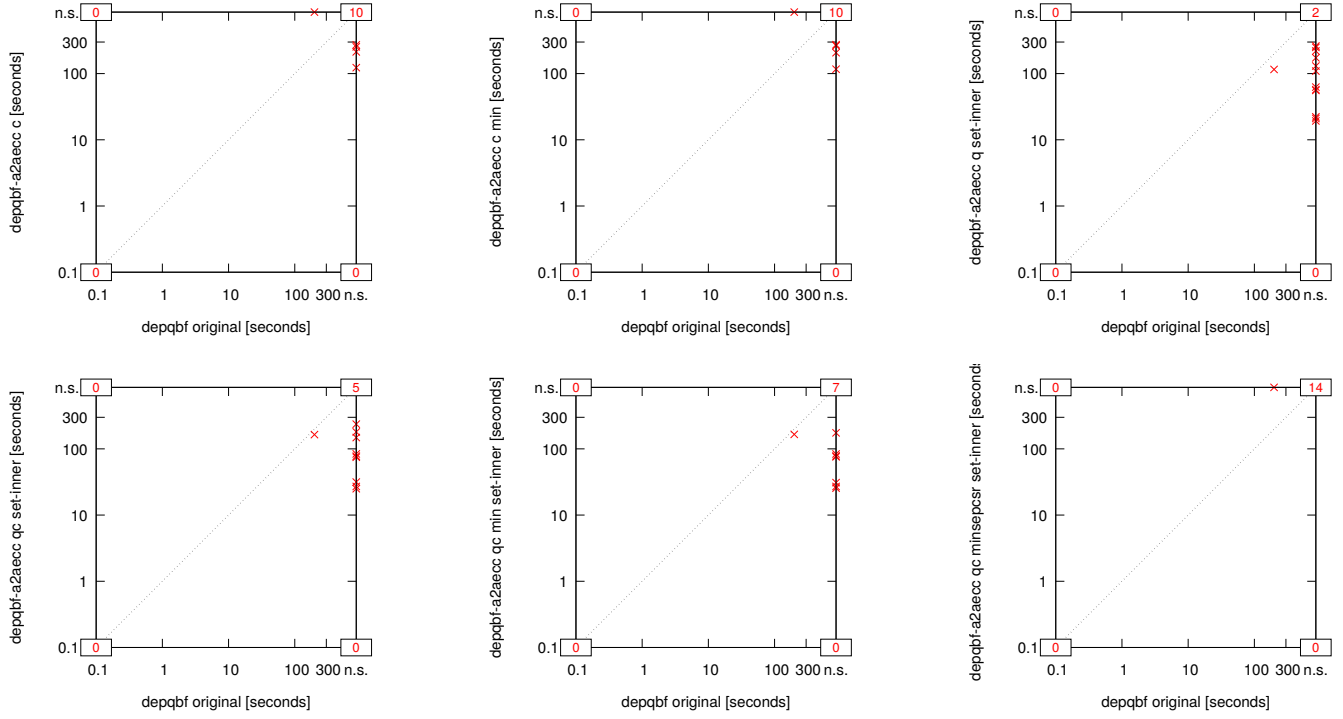 n.s. 0 10
300
100
10
1
0.1 0 0
0.1 1 10 100 300 n.s.
depqbf original [seconds]
depqbf-a2aecc c [seconds]
n.s. 0 10
300
100
10
1
0.1 0 0
0.1 1 10 100 300 n.s.
depqbf original [seconds]
depqbf-a2aecc c min [seconds]
n.s. 0 2
300
100
10
1
0.1 0 0
0.1 1 10 100 300 n.s.
depqbf original [seconds]
depqbf-a2aecc q set-inner [seconds]
n.s. 0 5
300
100
10
1
0.1 0 0
0.1 1 10 100 300 n.s.
depqbf original [seconds]
depqbf-a2aecc qc set-inner [seconds]
n.s. 0 7
300
100
10
1
0.1 0 0
0.1 1 10 100 300 n.s.
depqbf original [seconds]
depqbf-a2aecc qc min set-inner [seconds]
n.s. 0 14
300
100
10
1
0.1 0 0
0.1 1 10 100 300 n.s.
depqbf original [seconds]
depqbf-a2aecc qc minsepcsr set-inner [second